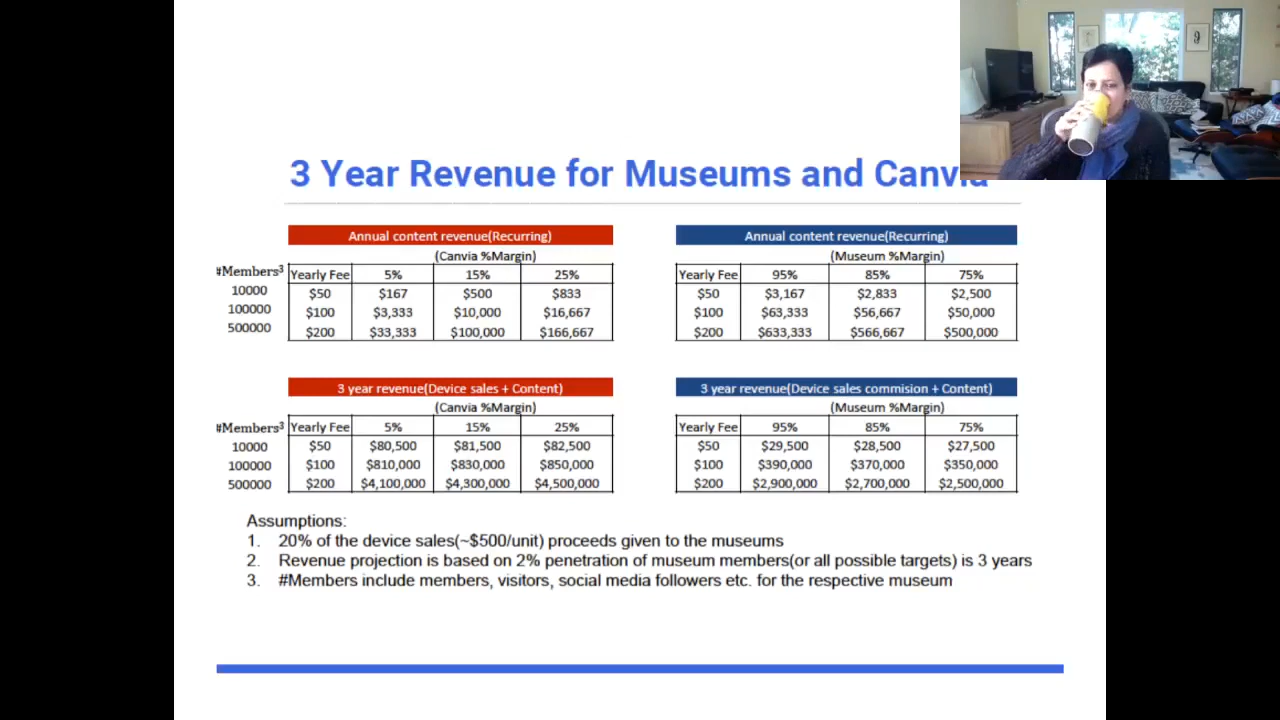 3 Year Revenue for Museums and Canvia
Annual content revenue(Recurring)
(Canvia %Margin)
#Members³ Yearly Fee 5% 15% 25%
10000 $50 $167 $500 $833
100000 $100 $3,333 $10,000 $16,667
500000 $200 $33,333 $100,000 $166,667
Annual content revenue(Recurring)
(Museum %Margin)
Yearly Fee 95% 85% 75%
$50 $3,167 $2,833 $2,500
$100 $63,333 $56,667 $50,000
$200 $633,333 $566,667 $500,000
3 year revenue(Device sales + Content)
(Canvia %Margin)
#Members³ Yearly Fee 5% 15% 25%
10000 $50 $80,500 $81,500 $82,500
100000 $100 $810,000 $830,000 $850,000
500000 $200 $4,100,000 $4,300,000 $4,500,000
3 year revenue(Device sales commision + Content)
(Museum %Margin)
Yearly Fee 95% 85% 75%
$50 $29,500 $28,500 $27,500
$100 $390,000 $370,000 $350,000
$200 $2,900,000 $2,700,000 $2,500,000
Assumptions:
1. 20% of the device sales(~$500/unit) proceeds given to the museums
2. Revenue projection is based on 2% penetration of museum members(or all possible targets) is 3 years
3. #Members include members, visitors, social media followers etc. for the respective museum